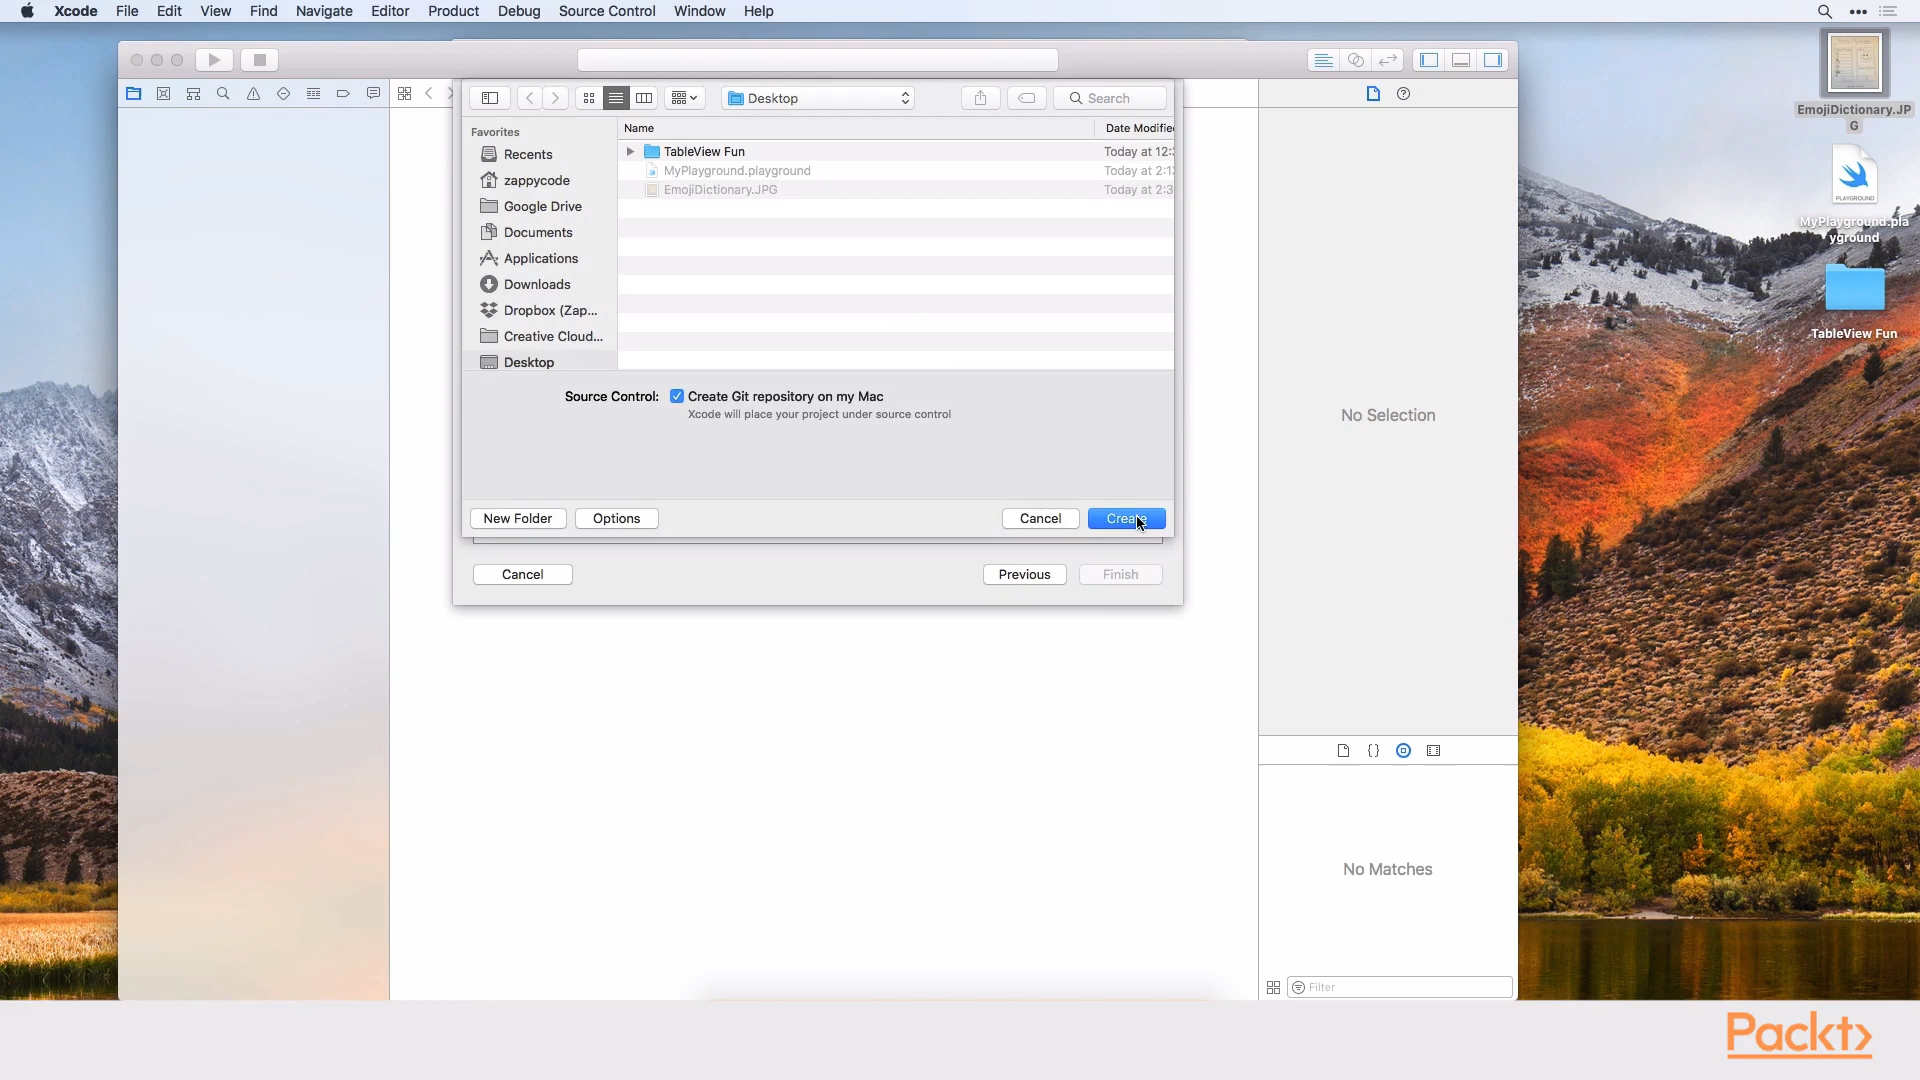 Xcode File Edit View Find Navigate Editor Product Debug Source Control Window Help
Desktop
Search
Favorites
Recents
zappycode
Google Drive
Documents
Applications
Downloads
Dropbox (Zap...
Creative Cloud...
Desktop
Name
Date Modified
TableView Fun
Today at 12:
MyPlayground.playground
Today at 2:1
EmojiDictionary.JPG
Today at 2:3
Source Control:
Create Git repository on my Mac
Xcode will place your project under source control
New Folder
Options
Cancel
Create
Cancel
Previous
Finish
No Selection
No Matches
Filter
EmojiDictionary.JP
G
PLAYGROUND
MyPlayground.pla
yground
TableView Fun
Packt